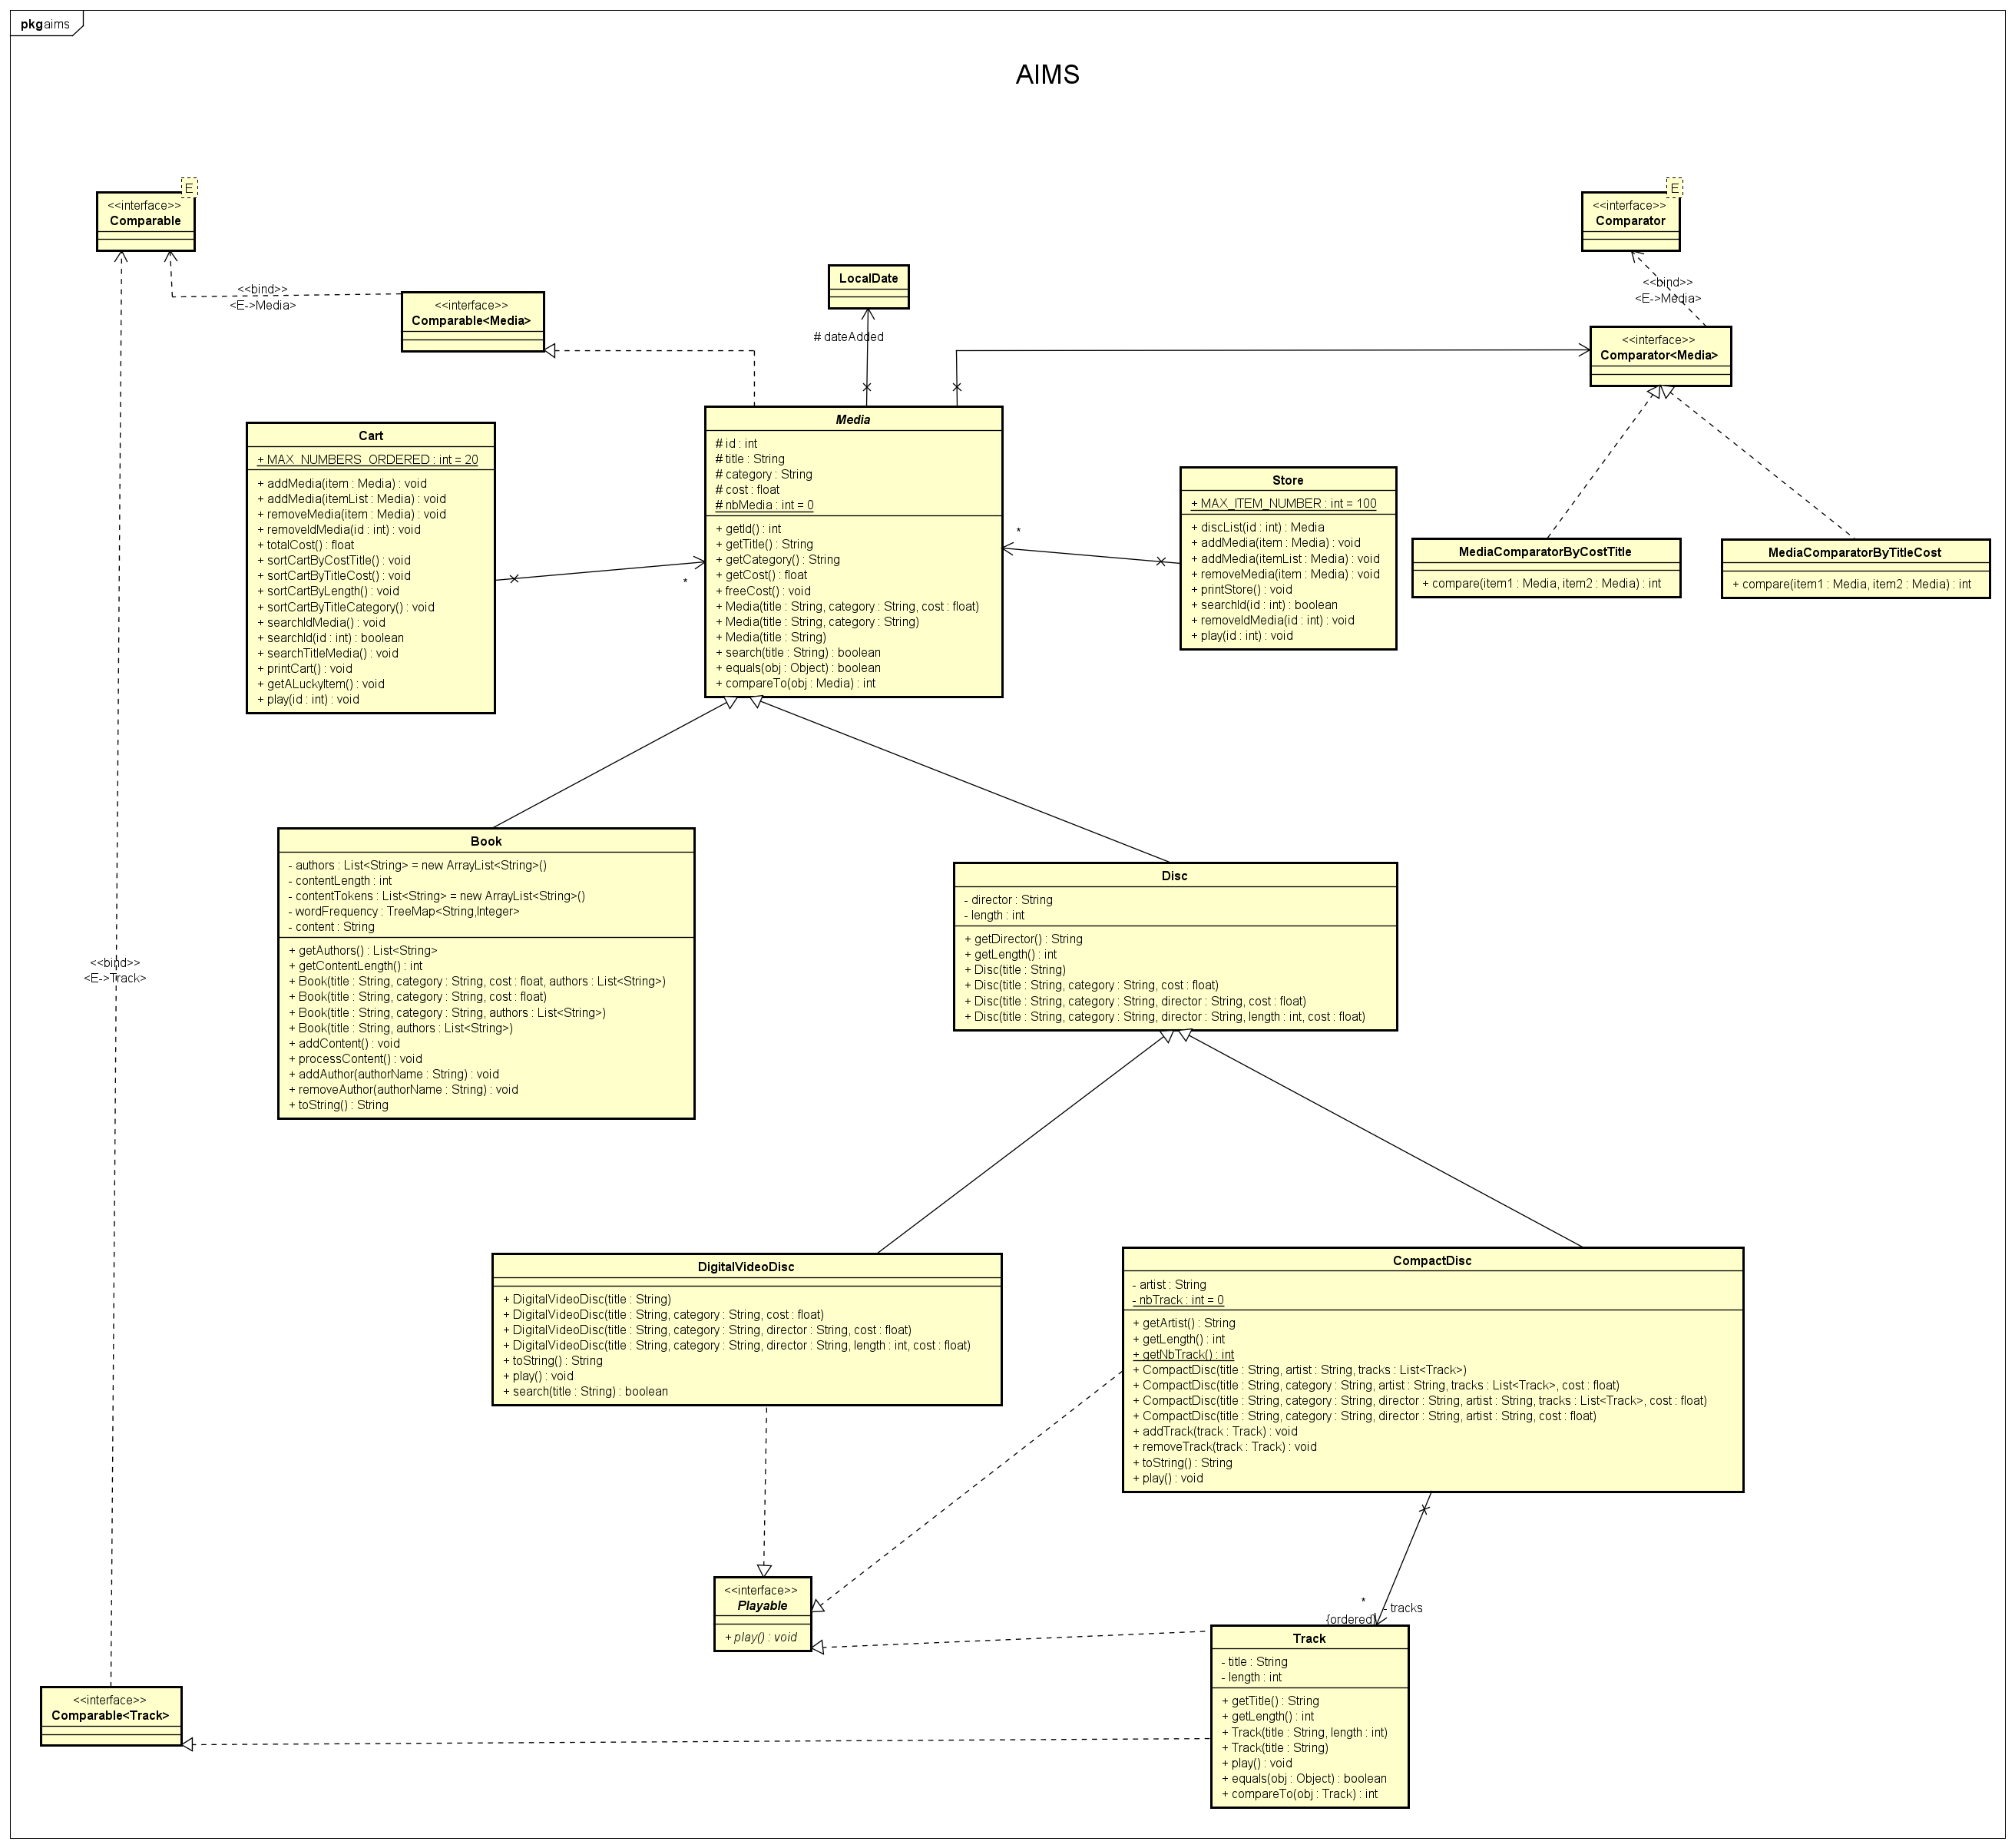 pkg aims
AIMS
E
<<interface>>
Comparable
E
<<interface>>
Comparator
<<bind>>
<E->Media>
<<interface>>
Comparable<Media>
LocalDate
# dateAdded
<<bind>>
<E->Media>
<<interface>>
Comparator<Media>
Cart
+ MAX_NUMBERS_ORDERED : int = 20
+ addMedia(item : Media) : void
+ addMedia(itemList : Media) : void
+ removeMedia(item : Media) : void
+ removeIdMedia(id : int) : void
+ totalCost() : float
+ sortCartByCostTitle() : void
+ sortCartByTitleCost() : void
+ sortCartByLength() : void
+ sortCartByTitleCategory() : void
+ searchIdMedia() : void
+ searchId(id : int) : boolean
+ searchTitleMedia() : void
+ printCart() : void
+ getALuckyItem() : void
+ play(id : int) : void
*
Media
# id : int
# title : String
# category : String
# cost : float
# nbMedia : int = 0
+ getId() : int
+ getTitle() : String
+ getCategory() : String
+ getCost() : float
+ freeCost() : void
+ Media(title : String, category : String, cost : float)
+ Media(title : String, category : String)
+ Media(title : String)
+ search(title : String) : boolean
+ equals(obj : Object) : boolean
+ compareTo(obj : Media) : int
*
Store
+ MAX_ITEM_NUMBER : int = 100
+ discList(id : int) : Media
+ addMedia(item : Media) : void
+ addMedia(itemList : Media) : void
+ removeMedia(item : Media) : void
+ printStore() : void
+ searchId(id : int) : boolean
+ removeIdMedia(id : int) : void
+ play(id : int) : void
MediaComparatorByCostTitle
+ compare(item1 : Media, item2 : Media) : int
MediaComparatorByTitleCost
+ compare(item1 : Media, item2 : Media) : int
Book
- authors : List<String> = new ArrayList<String>()
- contentLength : int
- contentTokens : List<String> = new ArrayList<String>()
- wordFrequency : TreeMap<String,Integer>
- content : String
+ getAuthors() : List<String>
+ getContentLength() : int
+ Book(title : String, category : String, cost : float, authors : List<String>)
+ Book(title : String, category : String, cost : float)
+ Book(title : String, category : String, authors : List<String>)
+ Book(title : String, authors : List<String>)
+ addContent() : void
+ processContent() : void
+ addAuthor(authorName : String) : void
+ removeAuthor(authorName : String) : void
+ toString() : String
Disc
- director : String
- length : int
+ getDirector() : String
+ getLength() : int
+ Disc(title : String)
+ Disc(title : String, category : String, cost : float)
+ Disc(title : String, category : String, director : String, cost : float)
+ Disc(title : String, category : String, director : String, length : int, cost : float)
<<bind>>
<E->Track>
DigitalVideoDisc
+ DigitalVideoDisc(title : String)
+ DigitalVideoDisc(title : String, category : String, cost : float)
+ DigitalVideoDisc(title : String, category : String, director : String, cost : float)
+ DigitalVideoDisc(title : String, category : String, director : String, length : int, cost : float)
+ toString() : String
+ play() : void
+ search(title : String) : boolean
CompactDisc
- artist : String
- nbTrack : int = 0
+ getArtist() : String
+ getLength() : int
+ getNbTrack() : int
+ CompactDisc(title : String, artist : String, tracks : List<Track>)
+ CompactDisc(title : String, category : String, artist : String, tracks : List<Track>, cost : float)
+ CompactDisc(title : String, category : String, director : String, artist : String, tracks : List<Track>, cost : float)
+ CompactDisc(title : String, category : String, director : String, artist : String, cost : float)
+ addTrack(track : Track) : void
+ removeTrack(track : Track) : void
+ toString() : String
+ play() : void
<<interface>>
Playable
+ play() : void
*
- tracks
{ordered}
Track
- title : String
- length : int
+ getTitle() : String
+ getLength() : int
+ Track(title : String, length : int)
+ Track(title : String)
+ play() : void
+ equals(obj : Object) : boolean
+ compareTo(obj : Track) : int
<<interface>>
Comparable<Track>